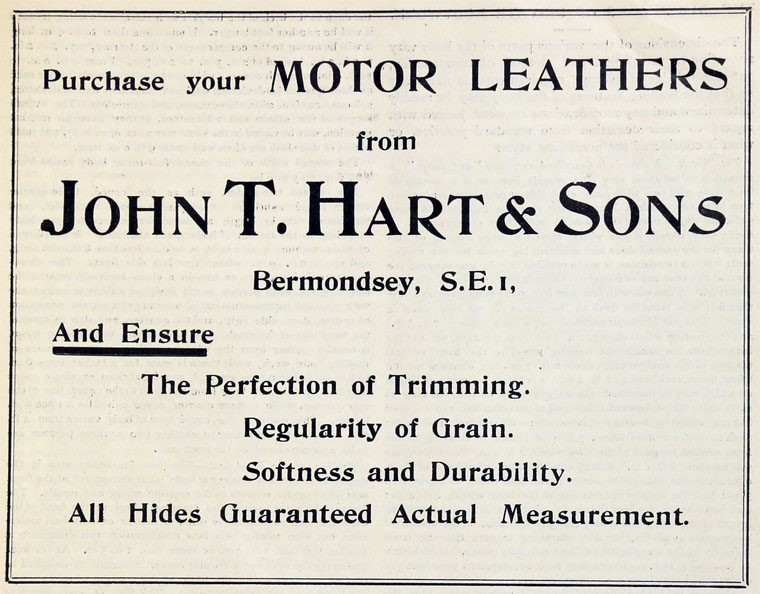 Purchase your MOTOR LEATHERS
from
JOHN T. HART & SONS
Bermondsey, S.E. 1,
And Ensure
The Perfection of Trimming.
Regularity of Grain.
Softness and Durability.
All Hides Guaranteed Actual Measurement.